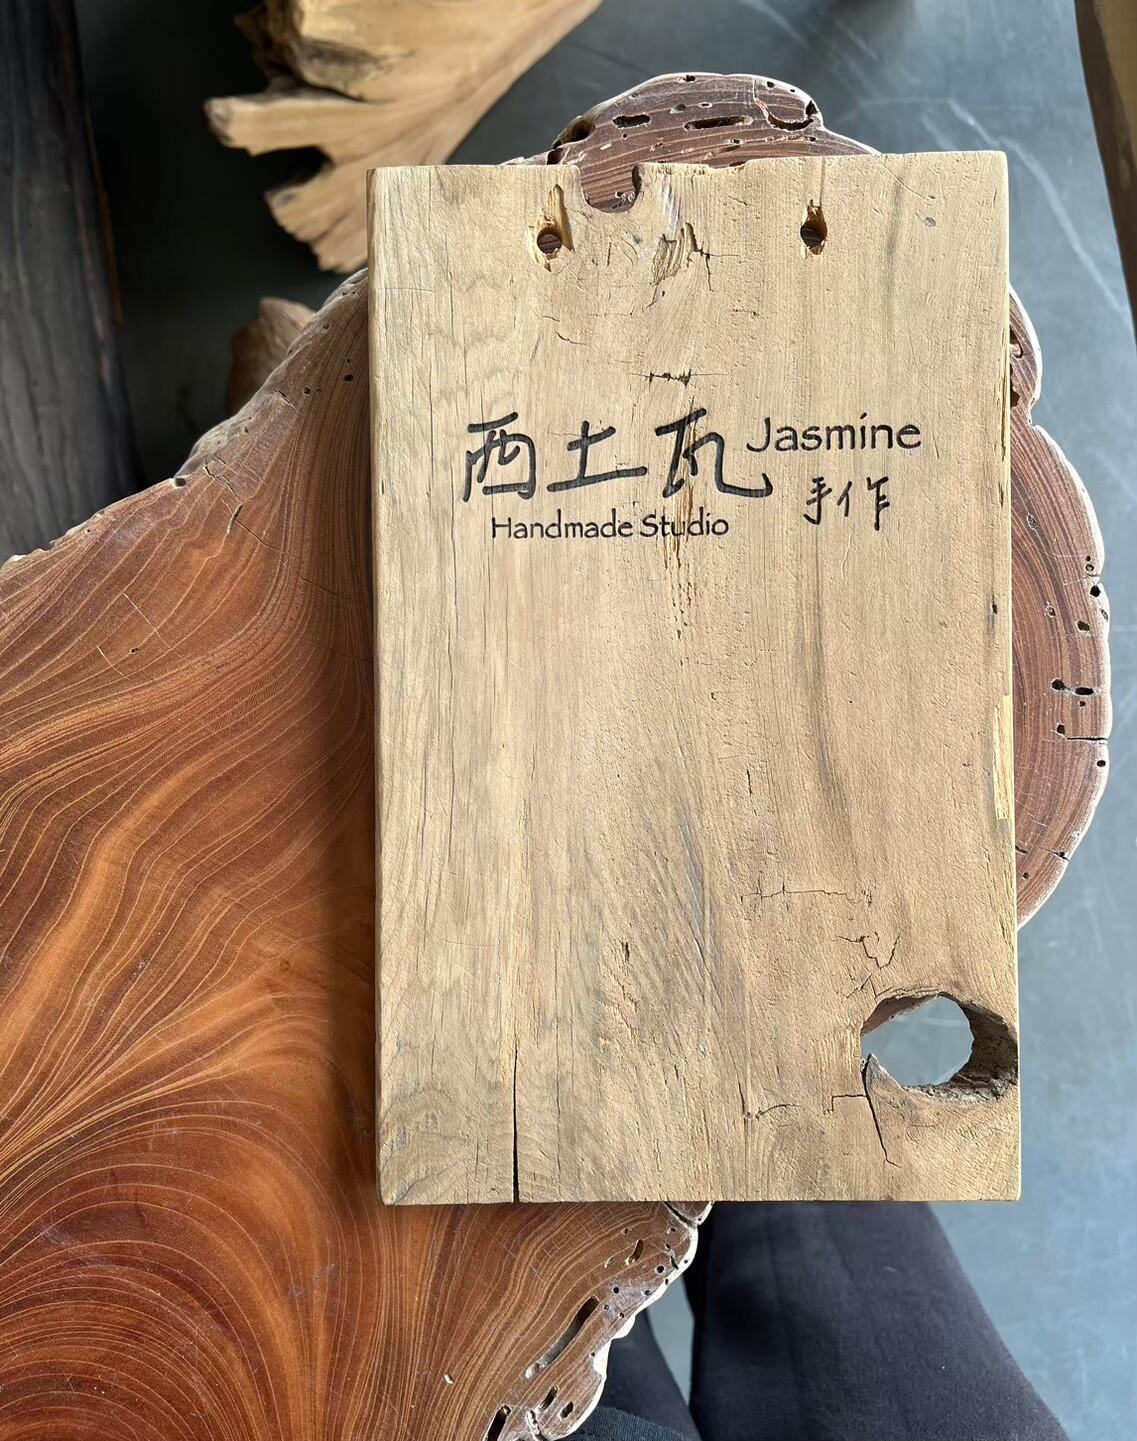 西土瓦 Jasmine
手作
Handmade Studio